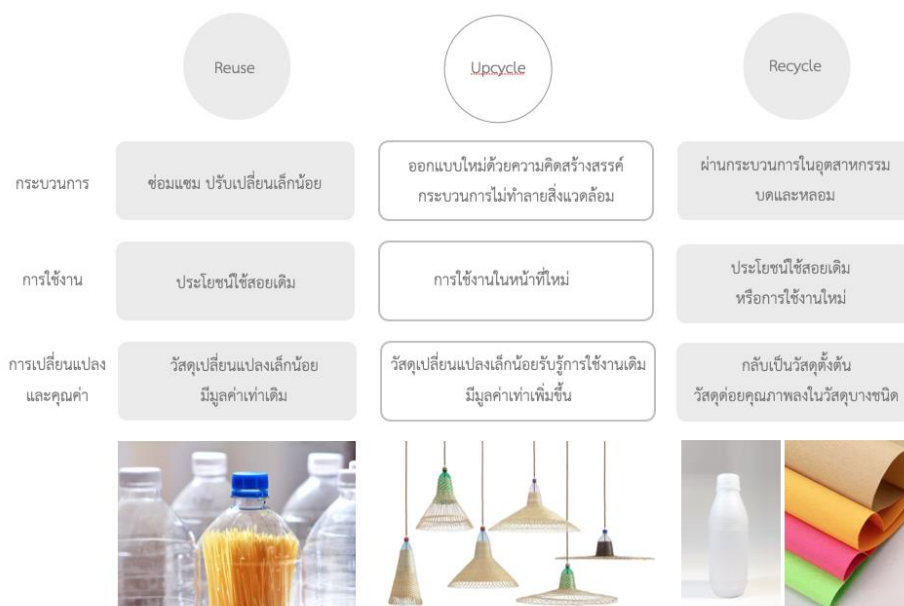 Reuse
Upcycle
Recycle
กระบวนการ
ซ่อมแซม ปรับเปลี่ยนเล็กน้อย
ออกแบบใหม่ด้วยความคิดสร้างสรรค์
กระบวนการไม่ทำลายสิ่งแวดล้อม
ผ่านกระบวนการในอุตสาหกรรม
บดและหลอม
การใช้งาน
ประโยชน์ใช้สอยเดิม
การใช้งานในหน้าที่ใหม่
ประโยชน์ใช้สอยเดิม
หรือการใช้งานใหม่
การเปลี่ยนแปลง
และคุณค่า
วัสดุเปลี่ยนแปลงเล็กน้อย
มีมูลค่าเท่าเดิม
วัสดุเปลี่ยนแปลงเล็กน้อยรับรู้การใช้งานเดิม
มีมูลค่าเท่าเพิ่มขึ้น
กลับเป็นวัสดุตั้งต้น
วัสดุด่อยคุณภาพลงในวัสดุบางชนิด